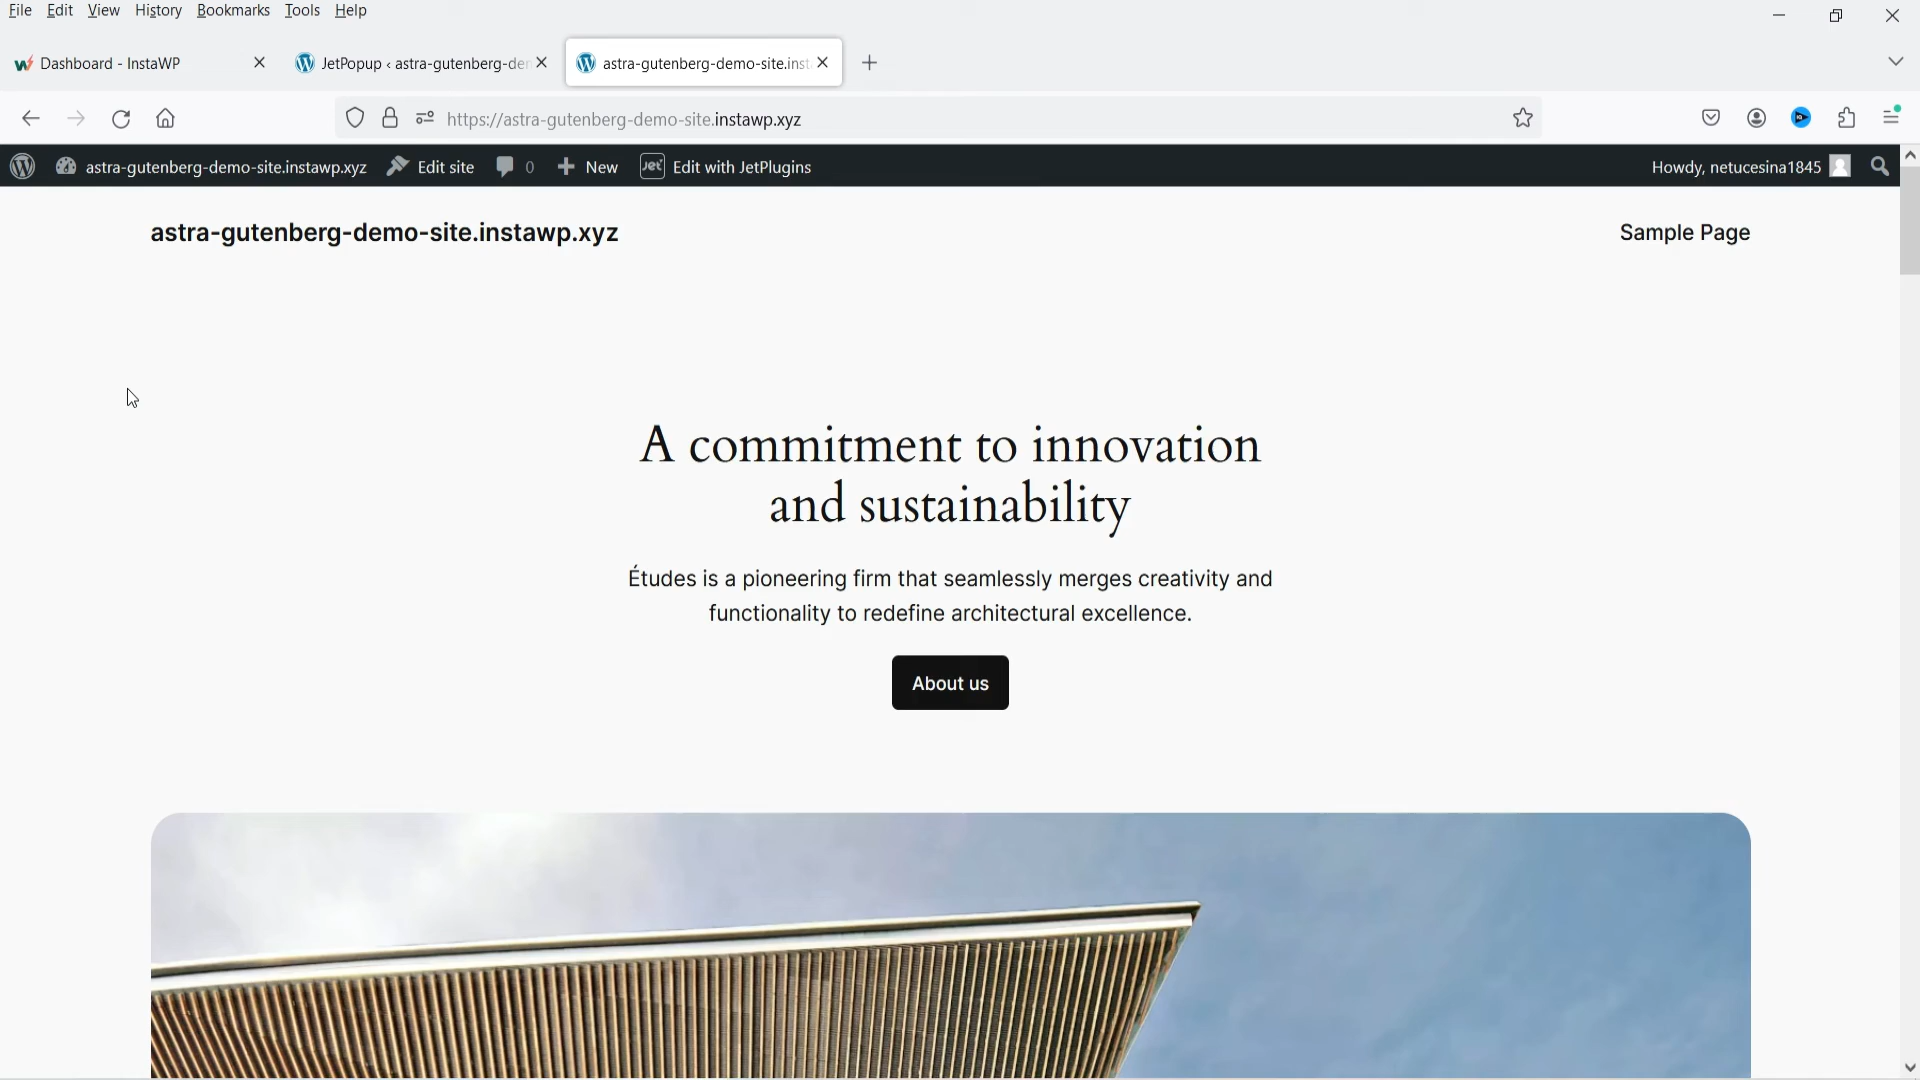 File Edit View History Bookmarks Tools Help
Dashboard - InstaWP
JetPopup ‹ astra-gutenberg-de
astra-gutenberg-demo-site.inst
https://astra-gutenberg-demo-site.instawp.xyz
astra-gutenberg-demo-site.instawp.xyz Edit site 0 New Jet Edit with JetPlugins Howdy, netucesina1845
astra-gutenberg-demo-site.instawp.xyz Sample Page
A commitment to innovation
and sustainability
Études is a pioneering firm that seamlessly merges creativity and
functionality to redefine architectural excellence.
About us